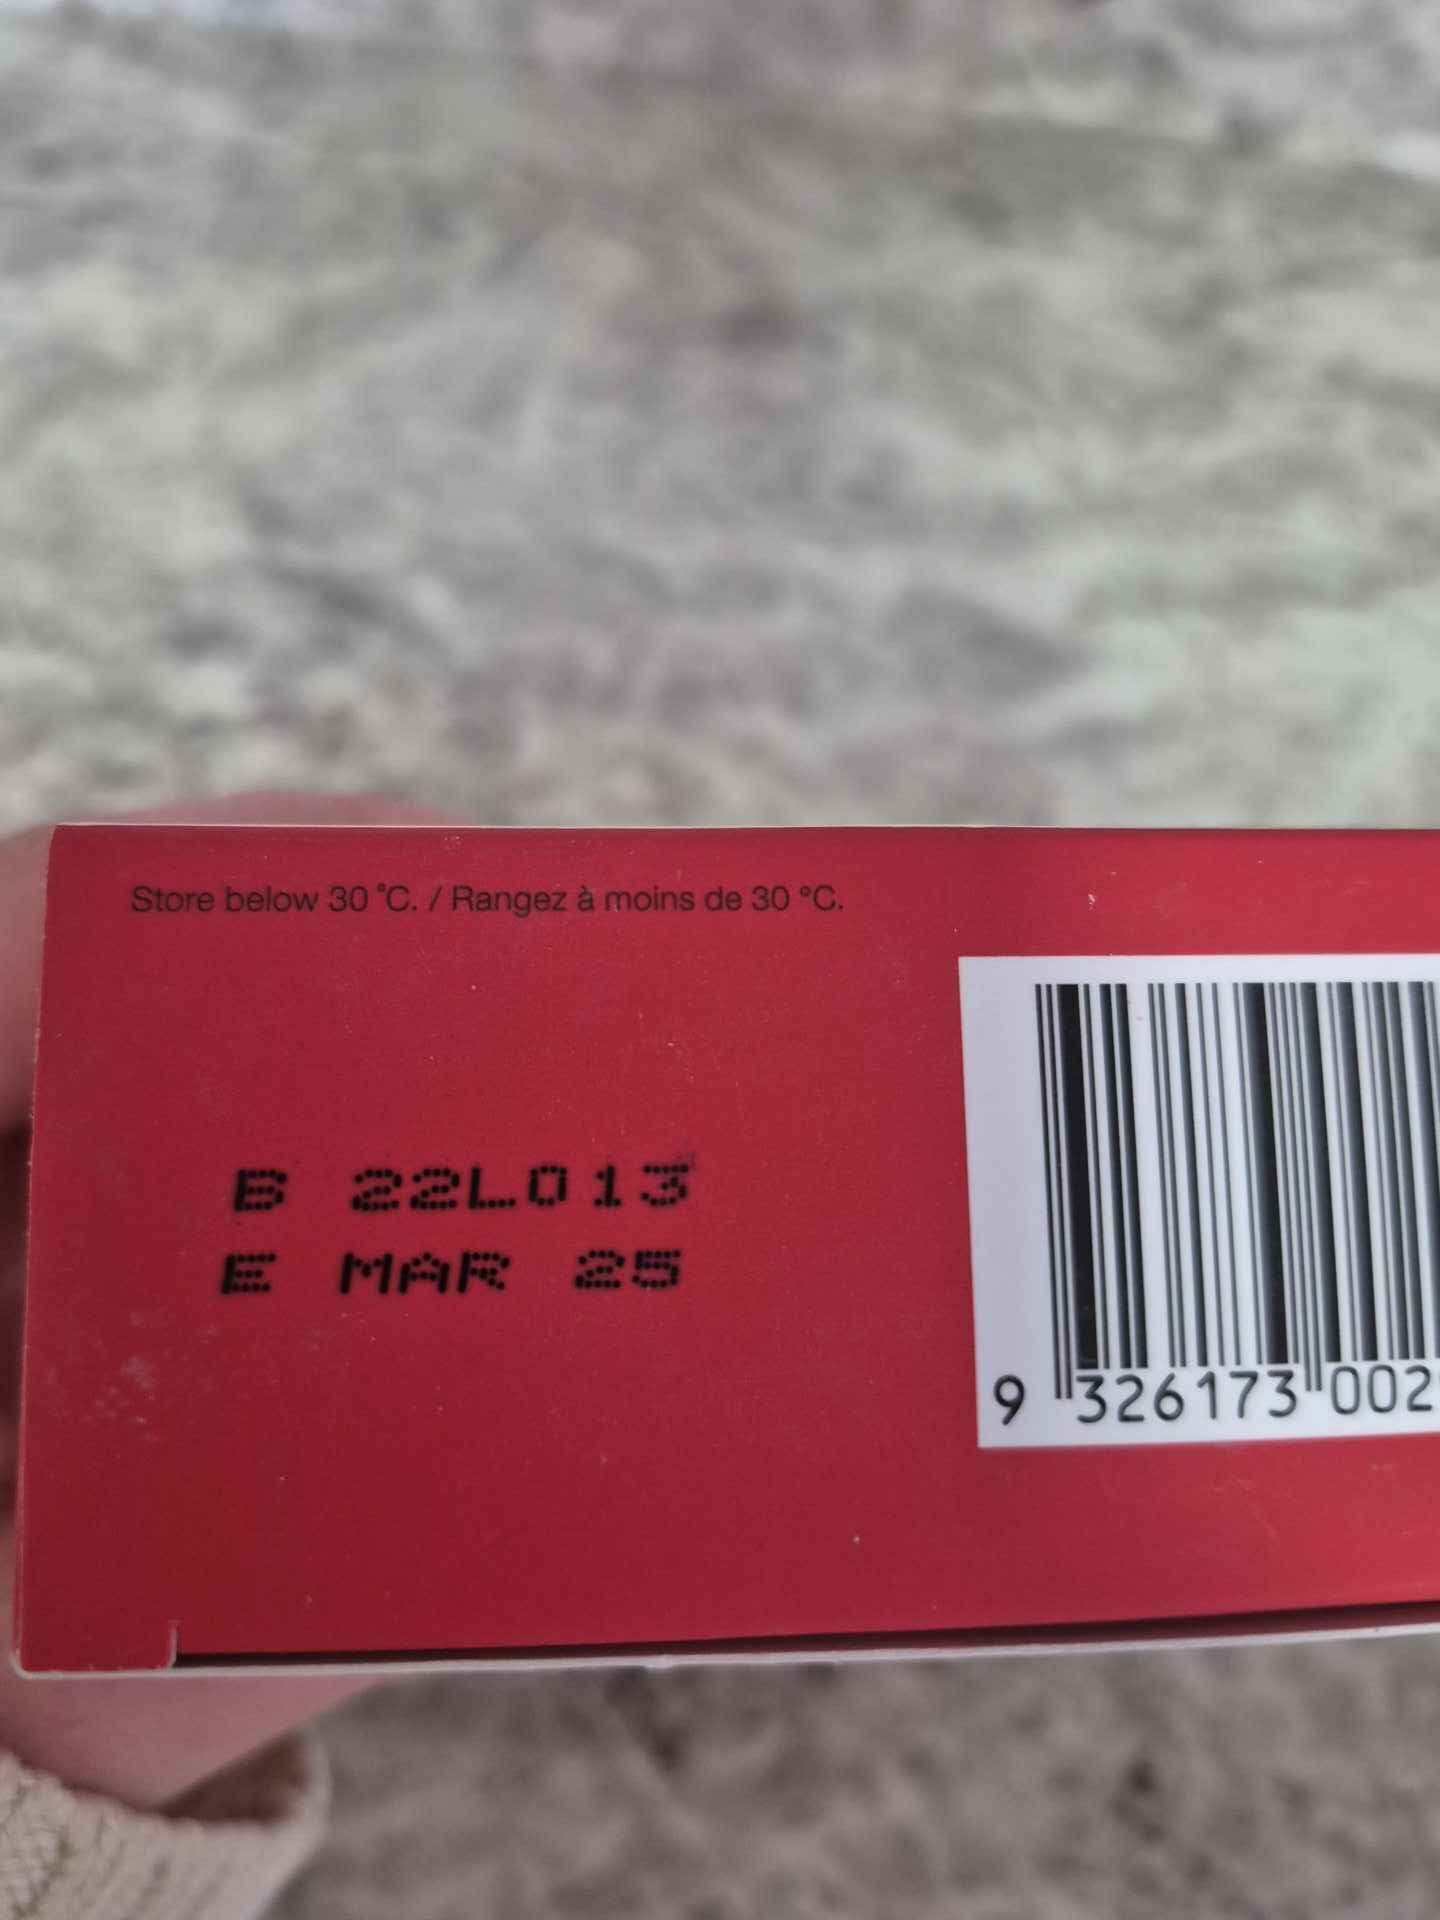 Store below 30 °C. / Rangez à moins de 30 °C.
B 22L013
E MAR 25
9 326173 002